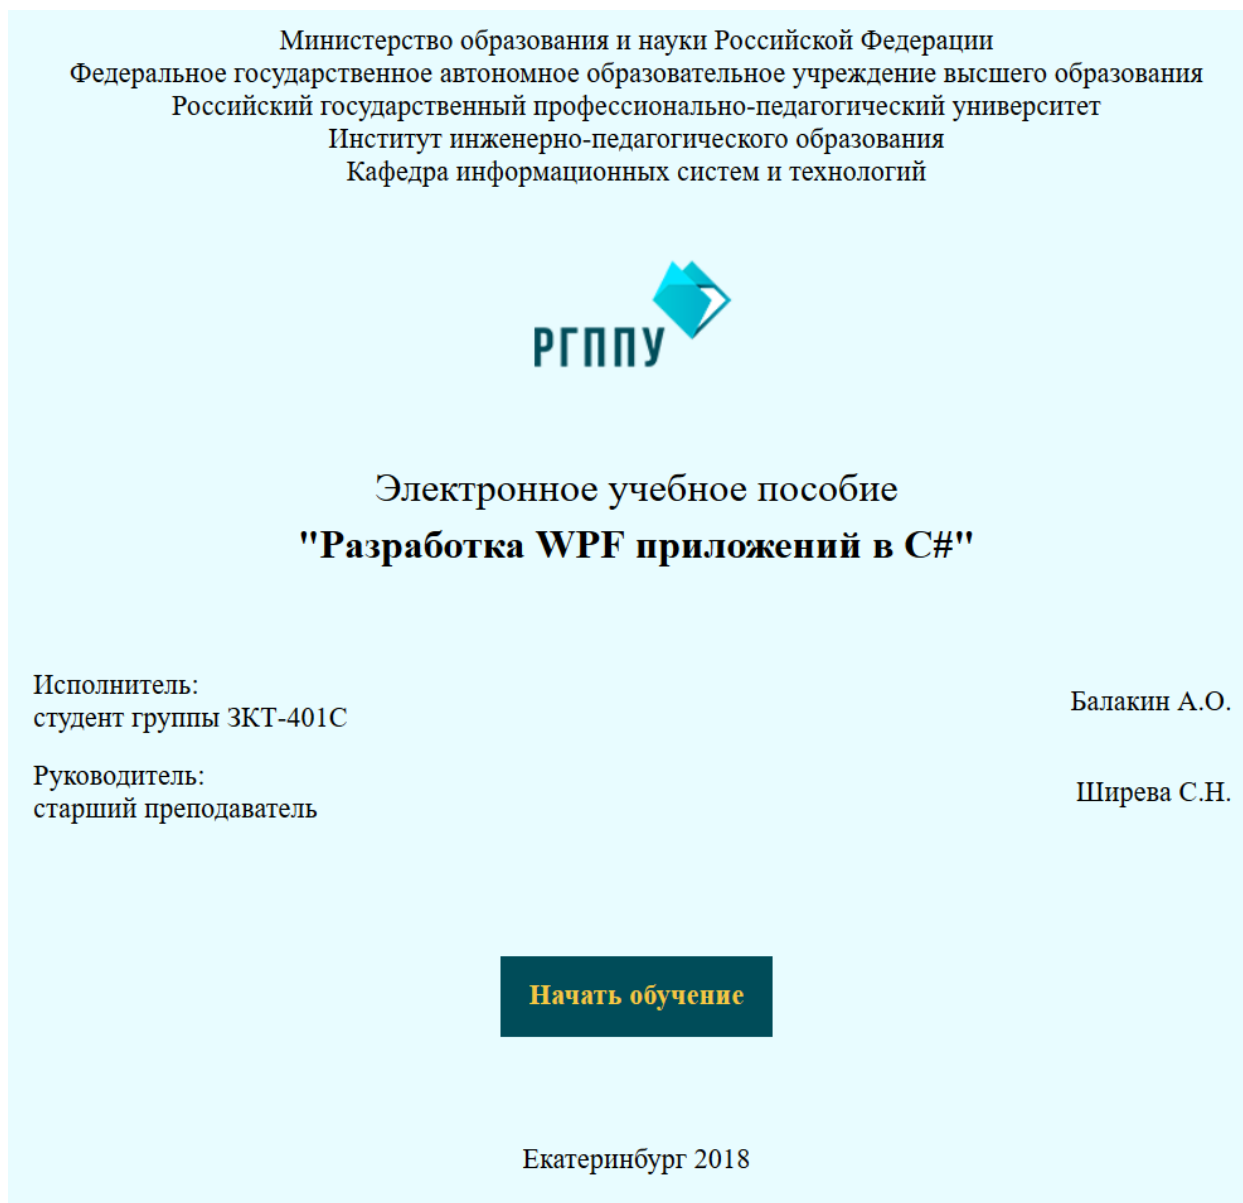 Министерство образования и науки Российской Федерации
Федеральное государственное автономное образовательное учреждение высшего образования
Российский государственный профессионально-педагогический университет
Институт инженерно-педагогического образования
Кафедра информационных систем и технологий
РГППУ
Электронное учебное пособие
"Разработка WPF приложений в C#"
Исполнитель:
студент группы ЗКТ-401С
Балакин А.О.
Руководитель:
старший преподаватель
Ширева С.Н.
Начать обучение
Екатеринбург 2018